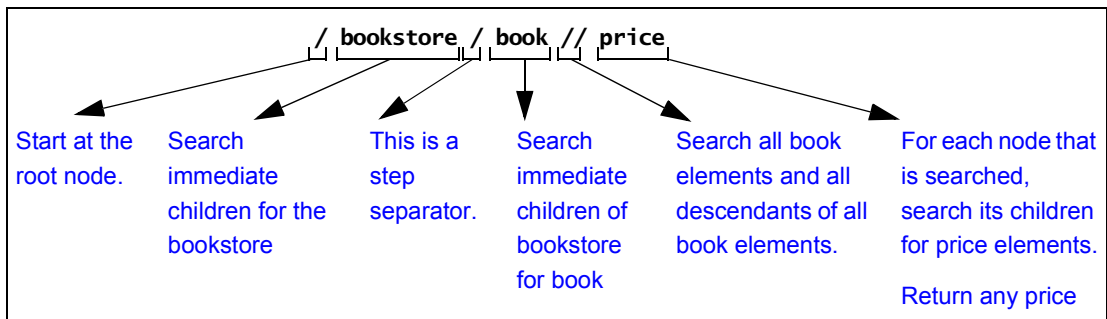 / bookstore / book // price
Start at the
root node.
Search
immediate
children for the
bookstore
This is a
step
separator.
Search
immediate
children of
bookstore
for book
Search all book
elements and all
descendants of all
book elements.
For each node that
is searched,
search its children
for price elements.
Return any price